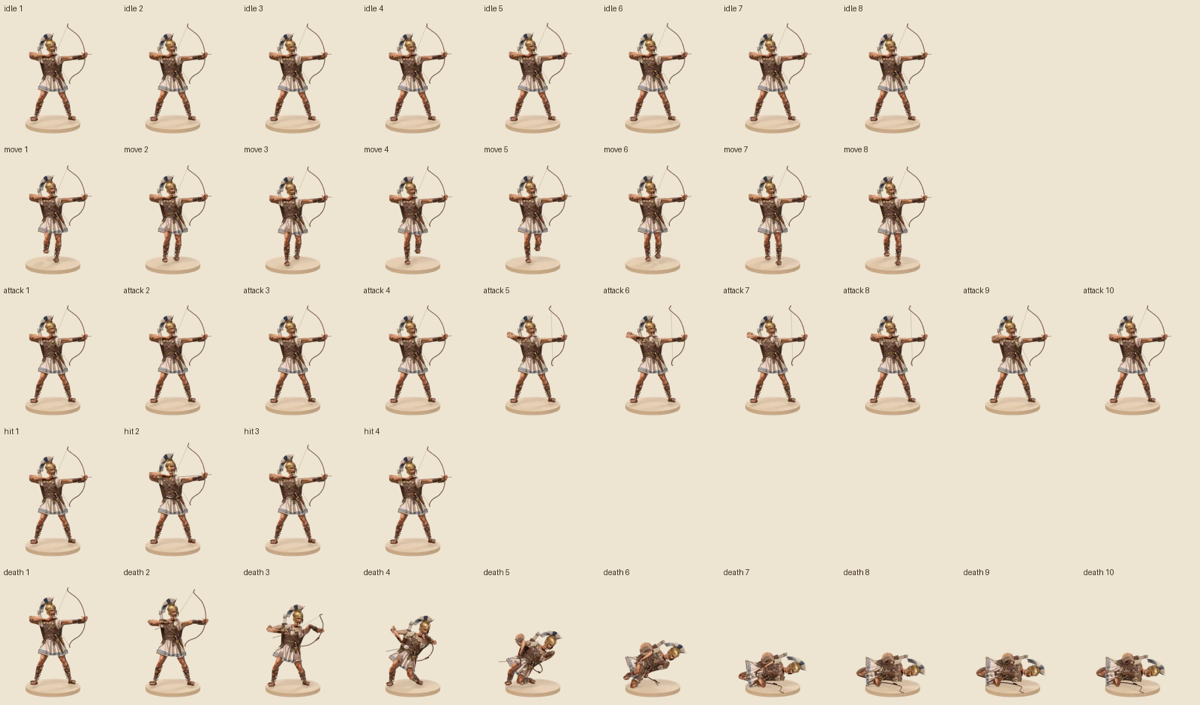 idle 1 idle 2 idle 3 idle 4 idle 5 idle 6 idle 7 idle 8
move 1 move 2 move 3 move 4 move 5 move 6 move 7 move 8
attack 1 attack 2 attack 3 attack 4 attack 5 attack 6 attack 7 attack 8 attack 9 attack 10
hit 1 hit 2 hit 3 hit 4
death 1 death 2 death 3 death 4 death 5 death 6 death 7 death 8 death 9 death 10